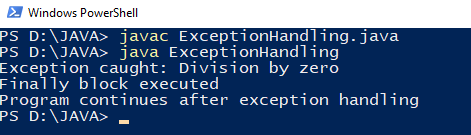 Windows PowerShell
PS D:\JAVA> javac ExceptionHandling.java
PS D:\JAVA> java ExceptionHandling
Exception caught: Division by zero
Finally block executed
Program continues after exception handling
PS D:\JAVA>